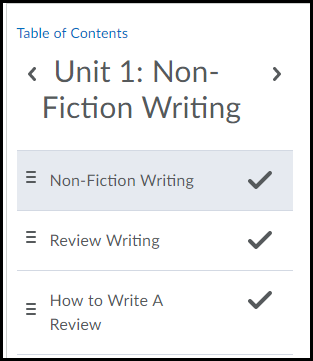 Table of Contents
Unit 1: Non-
Fiction Writing
Non-Fiction Writing
Review Writing
How to Write A
Review